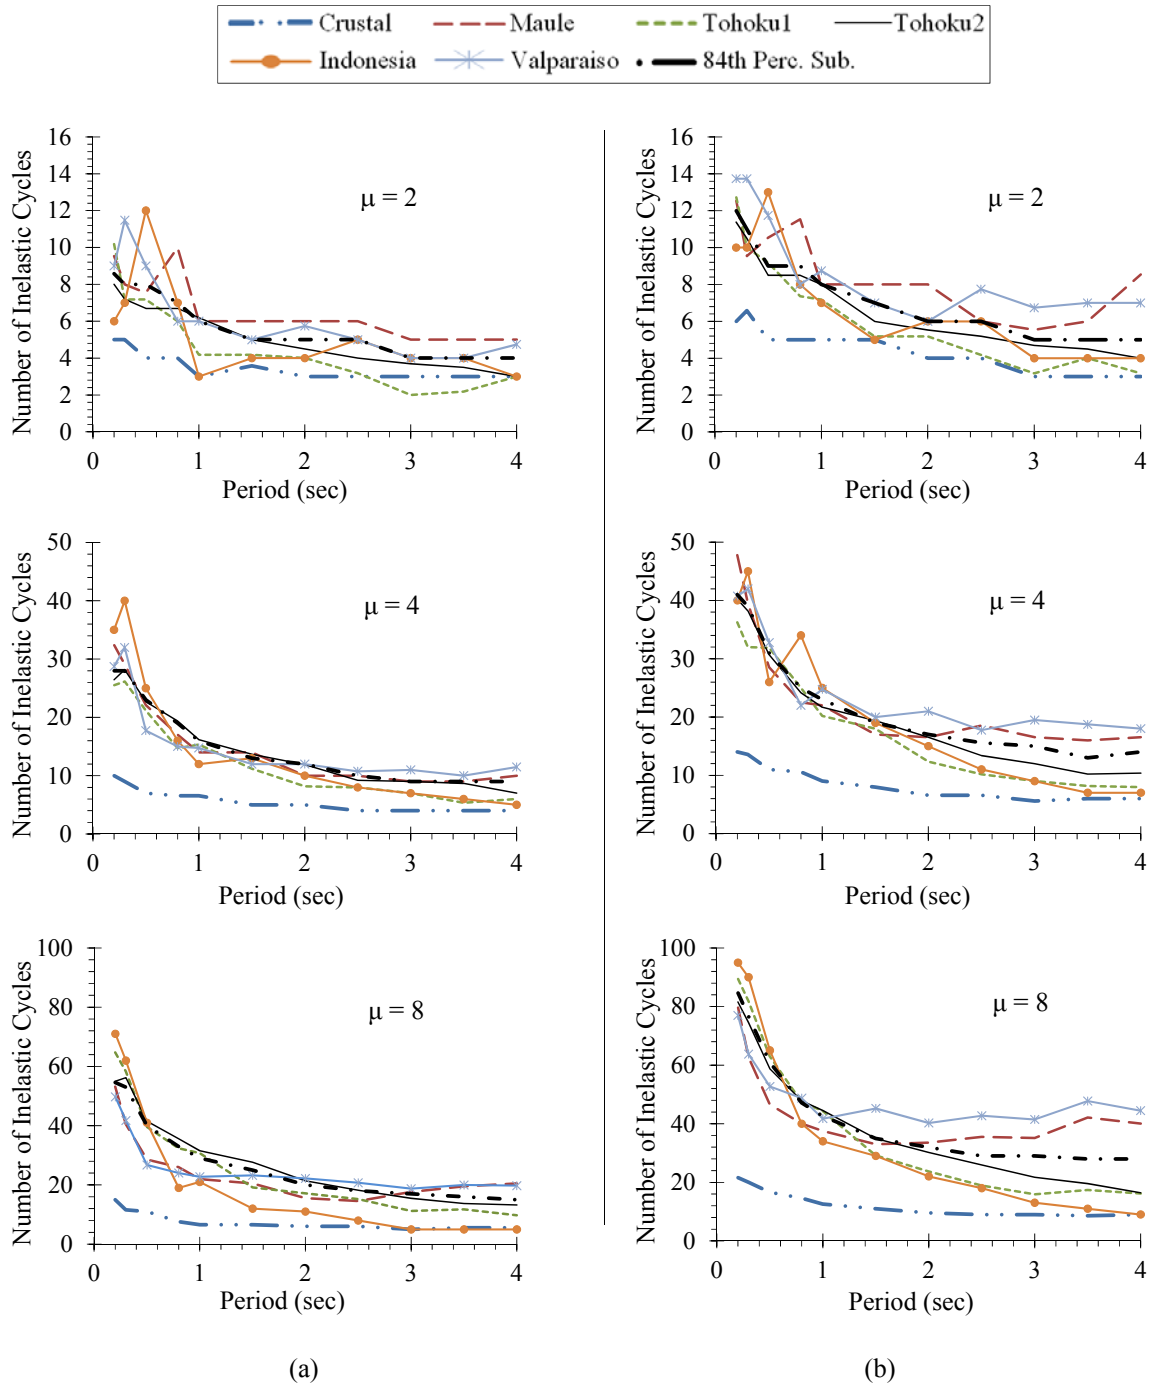 Crustal Maule Tohoku1 Tohoku2
Indonesia Valparaiso 84th Perc. Sub.
Number of Inelastic Cycles
16
14
12
10
8
6
4
2
0
μ = 2
0 1 2 3 4
Period (sec)
Number of Inelastic Cycles
16
14
12
10
8
6
4
2
0
μ = 2
0 1 2 3 4
Period (sec)
Number of Inelastic Cycles
50
40
30
20
10
0
μ = 4
0 1 2 3 4
Period (sec)
Number of Inelastic Cycles
50
40
30
20
10
0
μ = 4
0 1 2 3 4
Period (sec)
Number of Inelastic Cycles
100
80
60
40
20
0
μ = 8
0 1 2 3 4
Period (sec)
Number of Inelastic Cycles
100
80
60
40
20
0
μ = 8
0 1 2 3 4
Period (sec)
(a)
(b)